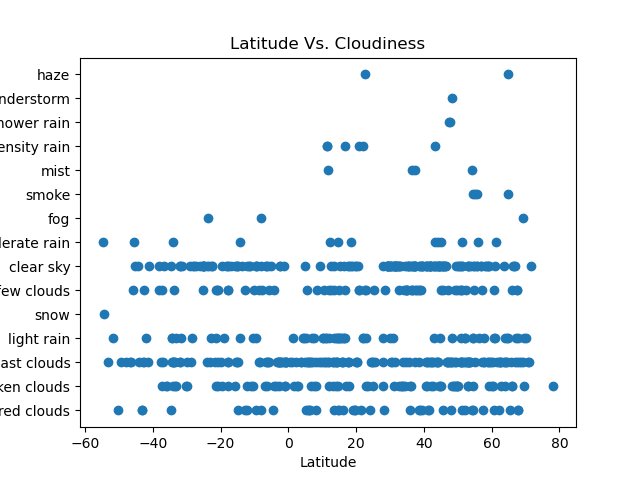 Latitude Vs. Cloudiness
haze
nderstorm
nower rain
ensity rain
mist
smoke
fog
lerate rain
clear sky
few clouds
snow
light rain
ast clouds
ken clouds
red clouds
−60 −40 −20 0 20 40 60 80
Latitude